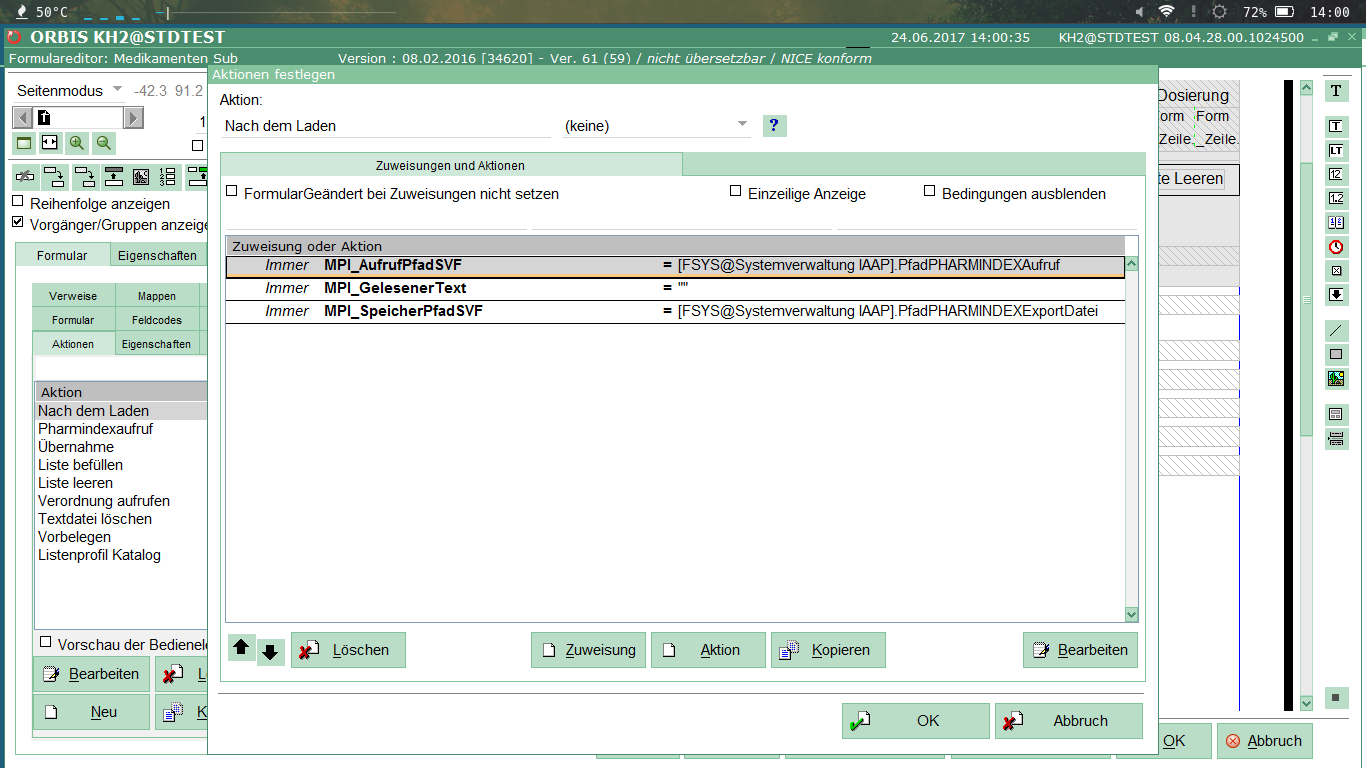 50°C
72%
14:00
ORBIS KH2@STDTEST
24.06.2017 14:00:35
KH2@STDTEST 08.04.28.00.1024500
Formulareditor: Medikamenten Sub
Version : 08.02.2016 [34620] - Ver. 61 (59) / nicht übersetzbar / NICE konform
Aktionen festlegen
Seitenmodus
-42.3 91.2
Aktion:
Nach dem Laden
(keine)
?
1
Dosierung
Form
_Zeile.
Zuweisungen und Aktionen
FormularGeändert bei Zuweisungen nicht setzen
Einzeilige Anzeige
Bedingungen ausblenden
Reihenfolge anzeigen
Vorgänger/Gruppen anzeige
Formular
Eigenschaften
Verweise
Mappen
Formular
Feldcodes
Aktionen
Eigenschaften
Zuweisung oder Aktion
Immer MPI_AufrufPfadSVF = [FSYS@Systemverwaltung IAAP].PfadPHARMINDEXAufruf
Immer MPI_GelesenerText = ""
Immer MPI_SpeicherPfadSVF = [FSYS@Systemverwaltung IAAP].PfadPHARMINDEXExportDatei
Aktion
Nach dem Laden
Pharmindexaufruf
Übernahme
Liste befüllen
Liste leeren
Verordnung aufrufen
Textdatei löschen
Vorbelegen
Listenprofil Katalog
te Leeren
T
T
LT
12
1.2
Vorschau der Bedienele
Bearbeiten
Neu
Löschen
Zuweisung
Aktion
Kopieren
Bearbeiten
OK
Abbruch
OK
Abbruch